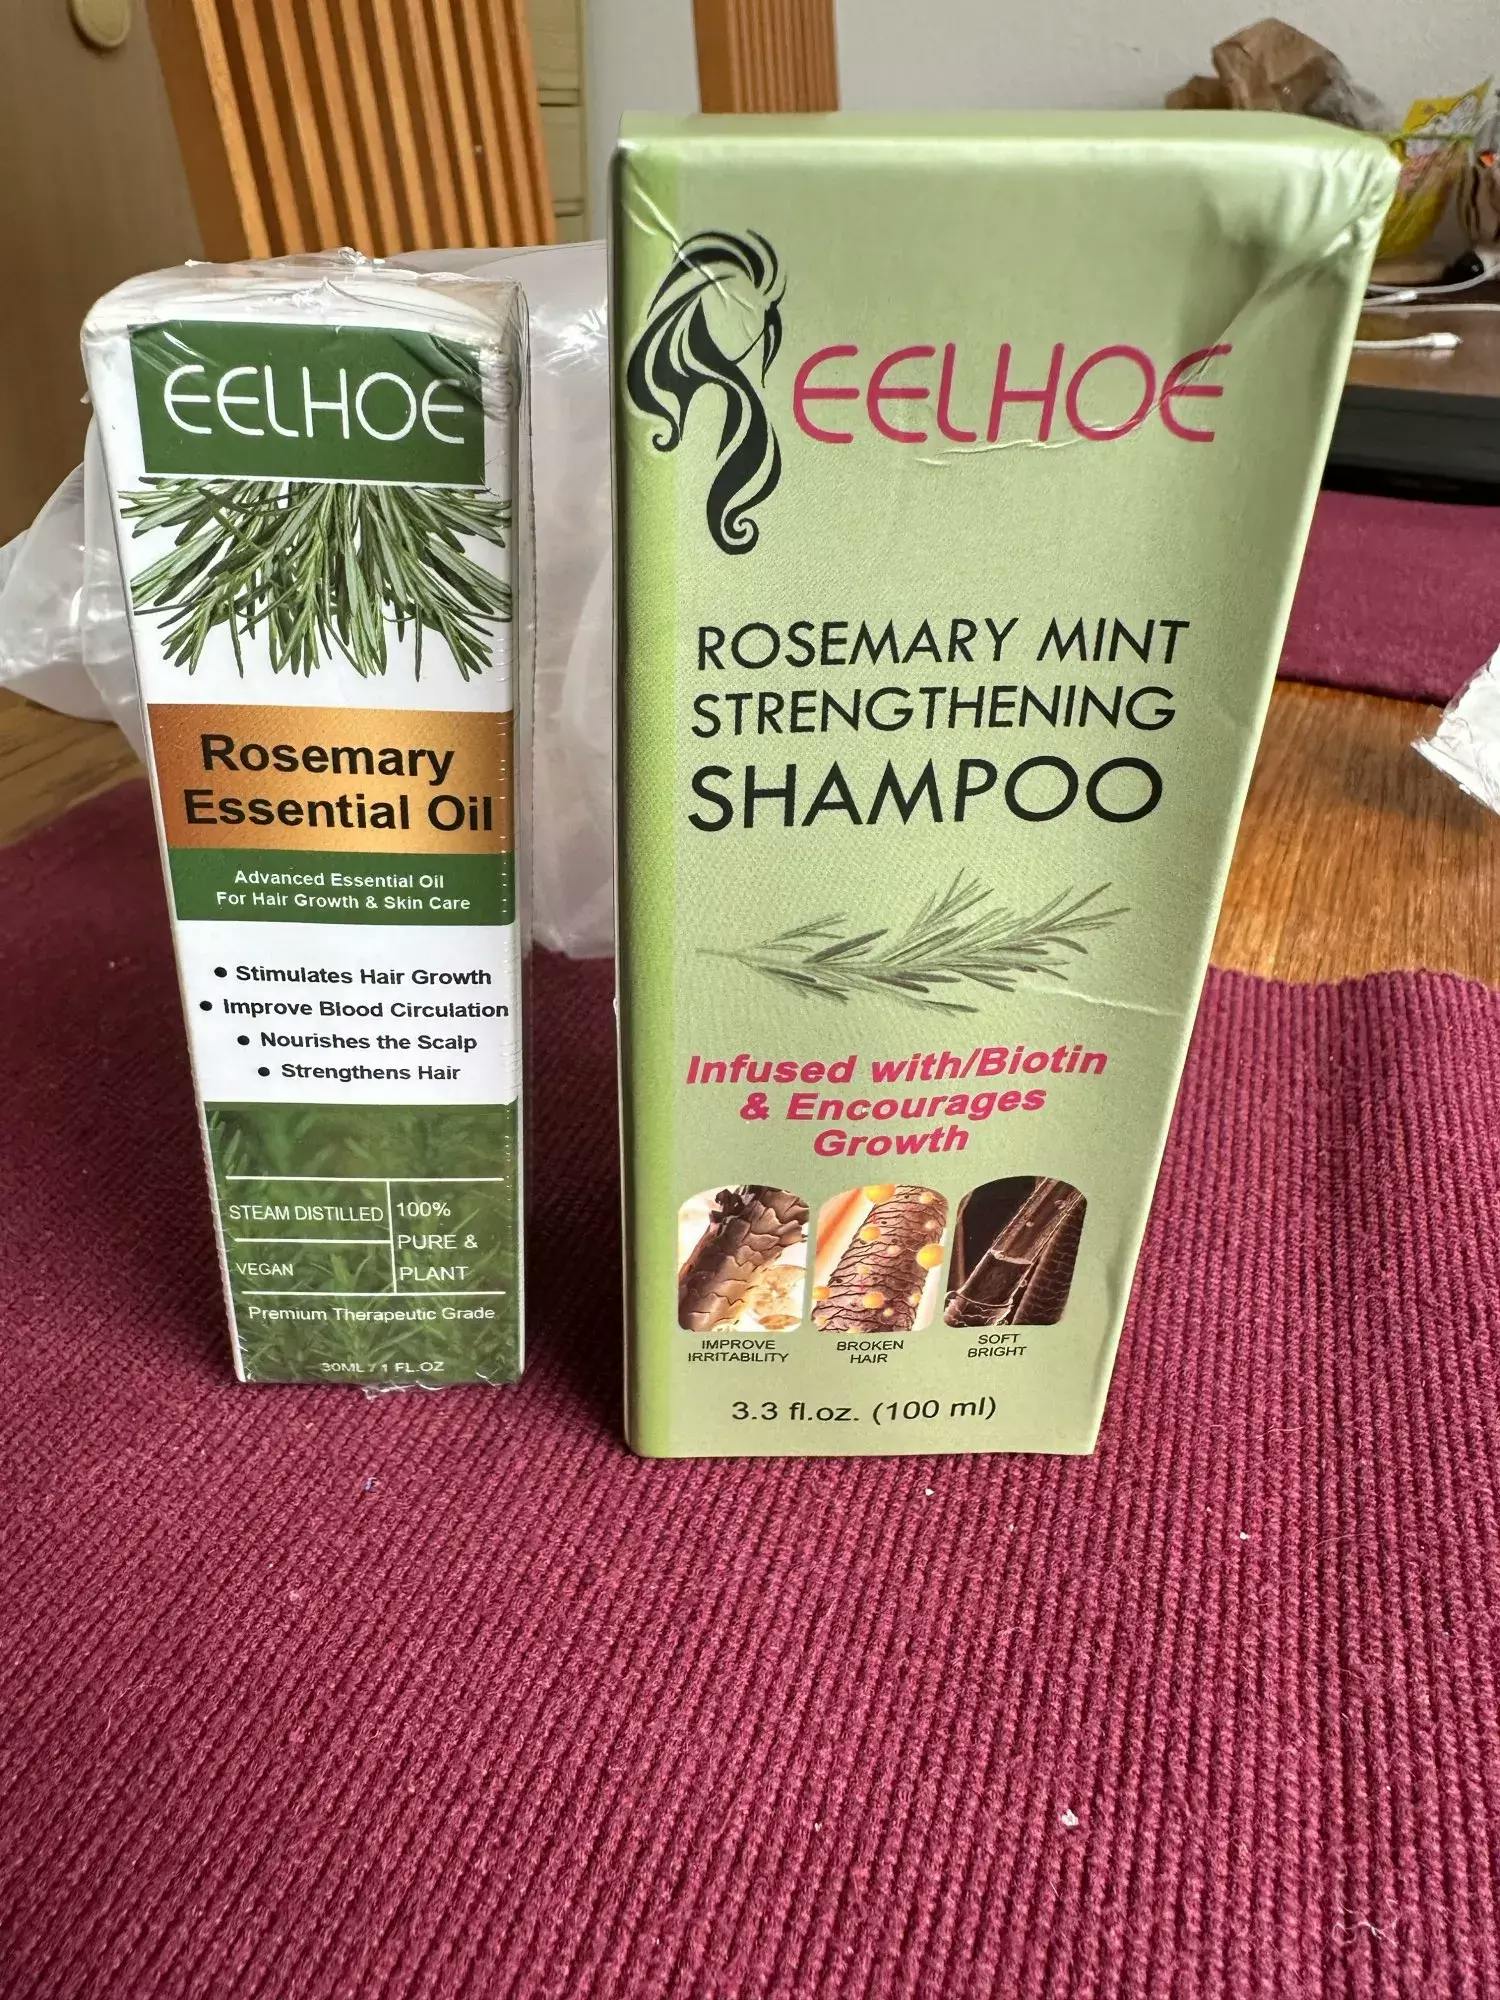 EELHOE
Rosemary
Essential Oil
Advanced Essential Oil
For Hair Growth & Skin Care
• Stimulates Hair Growth
• Improve Blood Circulation
• Nourishes the Scalp
• Strengthens Hair
STEAM DISTILLED
VEGAN
100%
PURE &
PLANT
Premium Therapeutic Grade
30ML / 1 FL.OZ
EELHOE
ROSEMARY MINT
STRENGTHENING
SHAMPOO
Infused with/Biotin
& Encourages
Growth
IMPROVE
IRRITABILITY
BROKEN
HAIR
SOFT
BRIGHT
3.3 fl.oz. (100 ml)